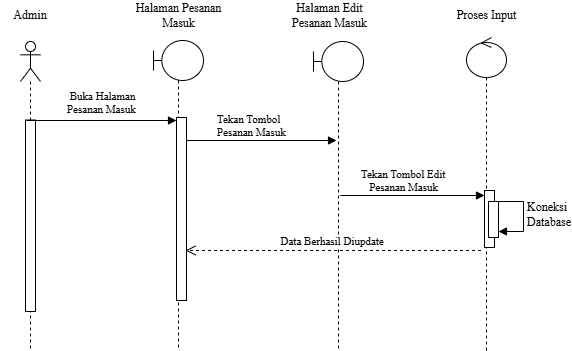 Admin
Halaman Pesanan
Masuk
Halaman Edit
Pesanan Masuk
Proses Input
Buka Halaman
Pesanan Masuk
Tekan Tombol
Pesanan Masuk
Tekan Tombol Edit
Pesanan Masuk
Koneksi
Database
Data Berhasil Diupdate